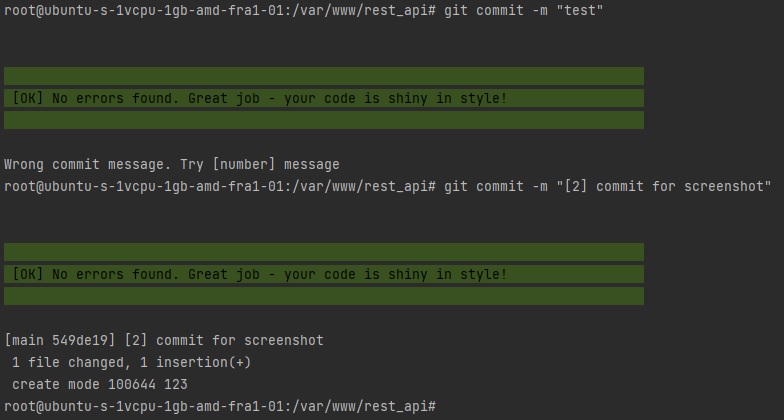 root@ubuntu-s-1vcpu-1gb-amd-fra1-01:/var/www/rest_api# git commit -m "test"
[OK] No errors found. Great job - your code is shiny in style!
Wrong commit message. Try [number] message
root@ubuntu-s-1vcpu-1gb-amd-fra1-01:/var/www/rest_api# git commit -m "[2] commit for screenshot"
[OK] No errors found. Great job - your code is shiny in style!
[main 549de19] [2] commit for screenshot
1 file changed, 1 insertion(+)
create mode 100644 123
root@ubuntu-s-1vcpu-1gb-amd-fra1-01:/var/www/rest_api#